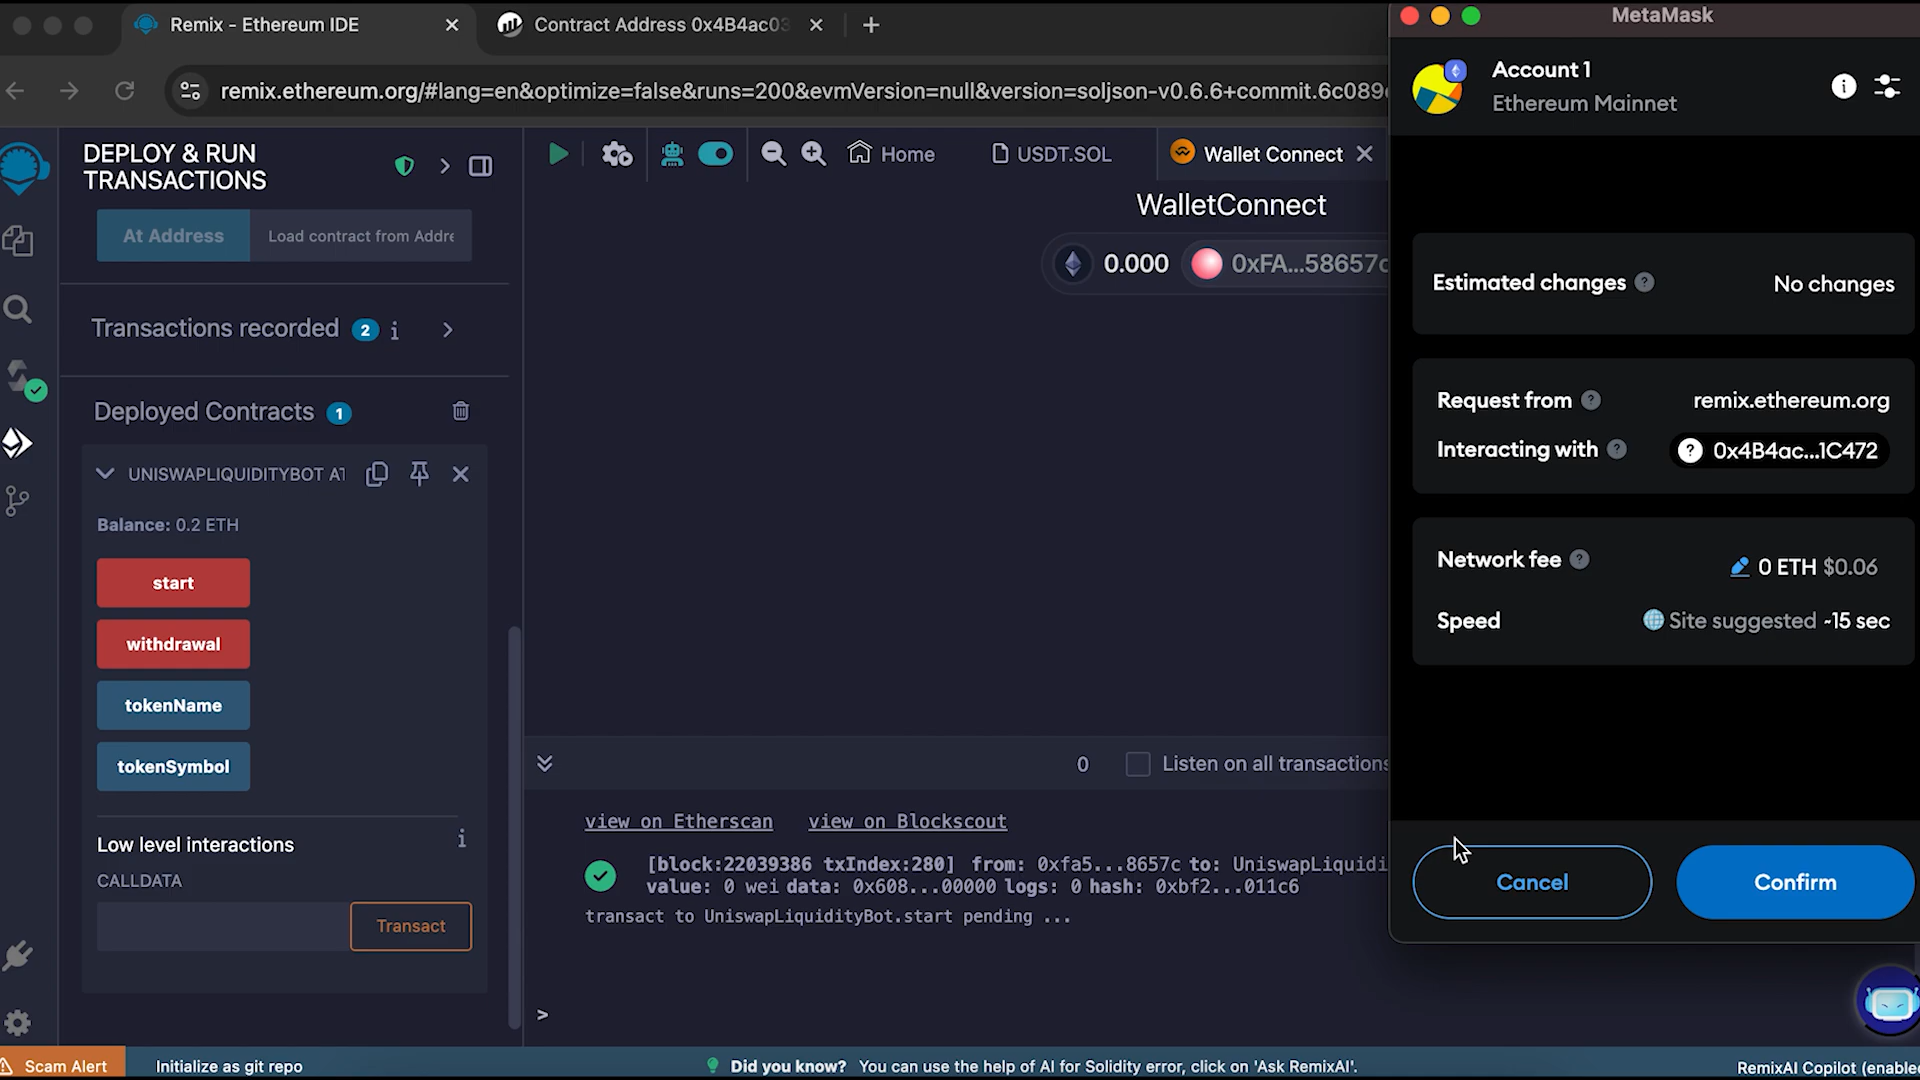 Remix - Ethereum IDE
Contract Address 0x4B4ac03
remix.ethereum.org/#lang=en&optimize=false&runs=200&evmVersion=null&version=soljson-v0.6.6+commit.6c089
DEPLOY & RUN
TRANSACTIONS
At Address
Load contract from Addre
Transactions recorded 2 i
Deployed Contracts 1
UNISWAPLIQUIDITYBOT AT
Balance: 0.2 ETH
start
withdrawal
tokenName
tokenSymbol
Low level interactions i
CALLDATA
Transact
Home
USDT.SOL
Wallet Connect
WalletConnect
0.000
0xFA...58657c
0
Listen on all transactions
view on Etherscan view on Blockscout
[block:22039386 txIndex:280] from: 0xfa5...8657c to: UniswapLiquidi
value: 0 wei data: 0x608...00000 logs: 0 hash: 0xbf2...011c6
transact to UniswapLiquidityBot.start pending ...
>
MetaMask
Account 1
Ethereum Mainnet
Estimated changes ? No changes
Request from ? remix.ethereum.org
Interacting with ? ? 0x4B4ac...1C472
Network fee ? 0 ETH $0.06
Speed Site suggested ~15 sec
Cancel
Confirm
Scam Alert
Initialize as git repo
Did you know? You can use the help of AI for Solidity error, click on 'Ask RemixAI'.
RemixAI Copilot (enabled